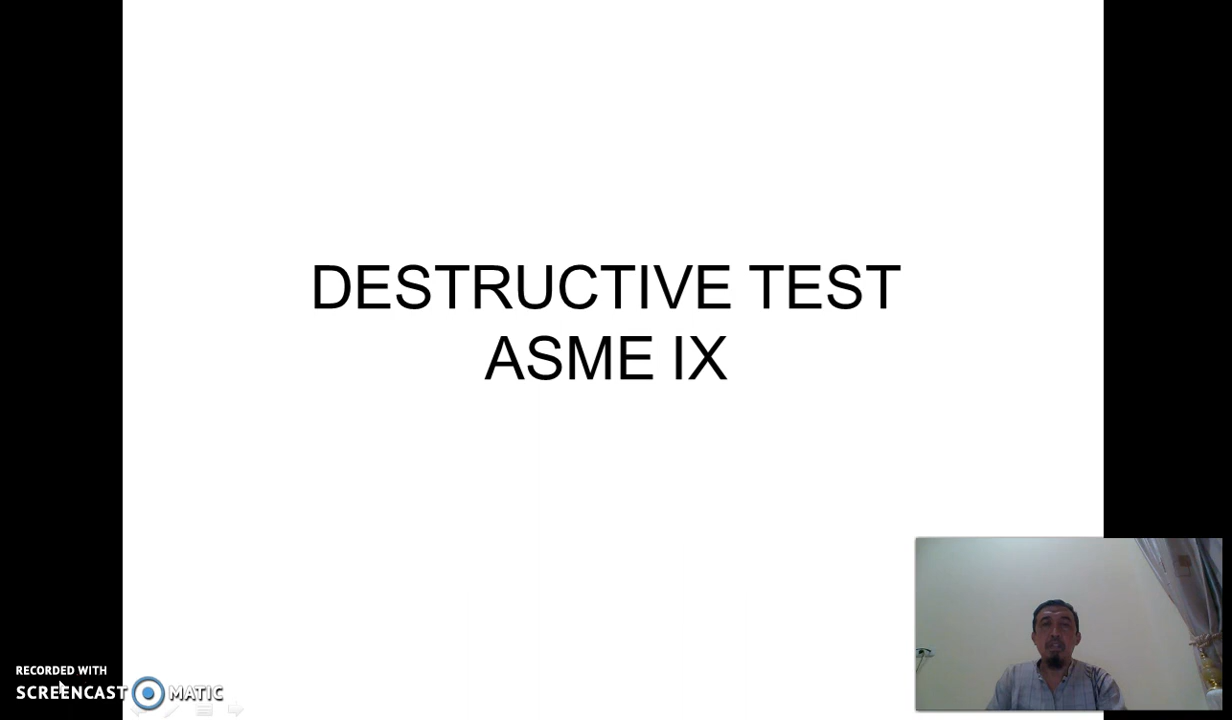 DESTRUCTIVE TEST
ASME IX
RECORDED WITH
SCREENCAST MATIC